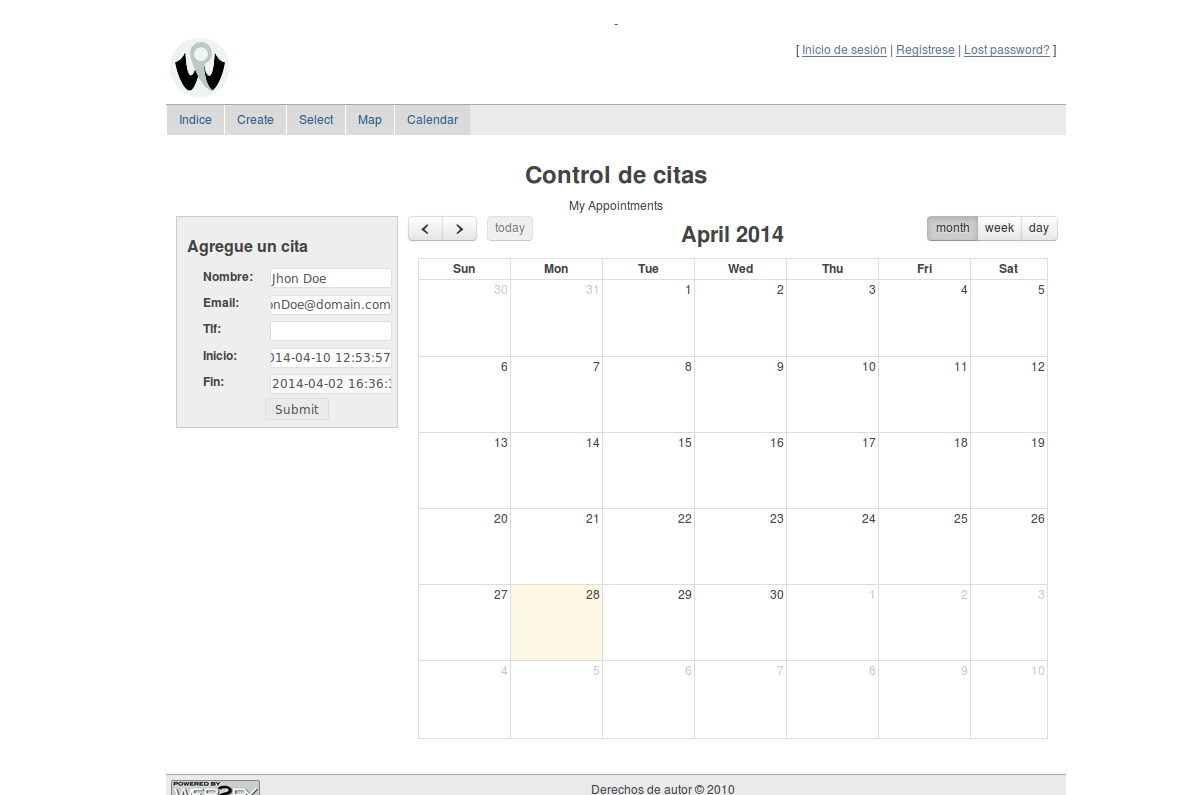 -
[ Inicio de sesión | Registrese | Lost password? ]
Indice Create Select Map Calendar
Control de citas
My Appointments
Agregue un cita
Nombre: Jhon Doe
Email: onDoe@domain.com
Tlf:
Inicio: 014-04-10 12:53:57
Fin: 2014-04-02 16:36:3
Submit
< > today
April 2014
month week day
Sun Mon Tue Wed Thu Fri Sat
30 31 1 2 3 4 5
6 7 8 9 10 11 12
13 14 15 16 17 18 19
20 21 22 23 24 25 26
27 28 29 30 1 2 3
4 5 6 7 8 9 10
POWERED BY
WEB2PY
Derechos de autor © 2010